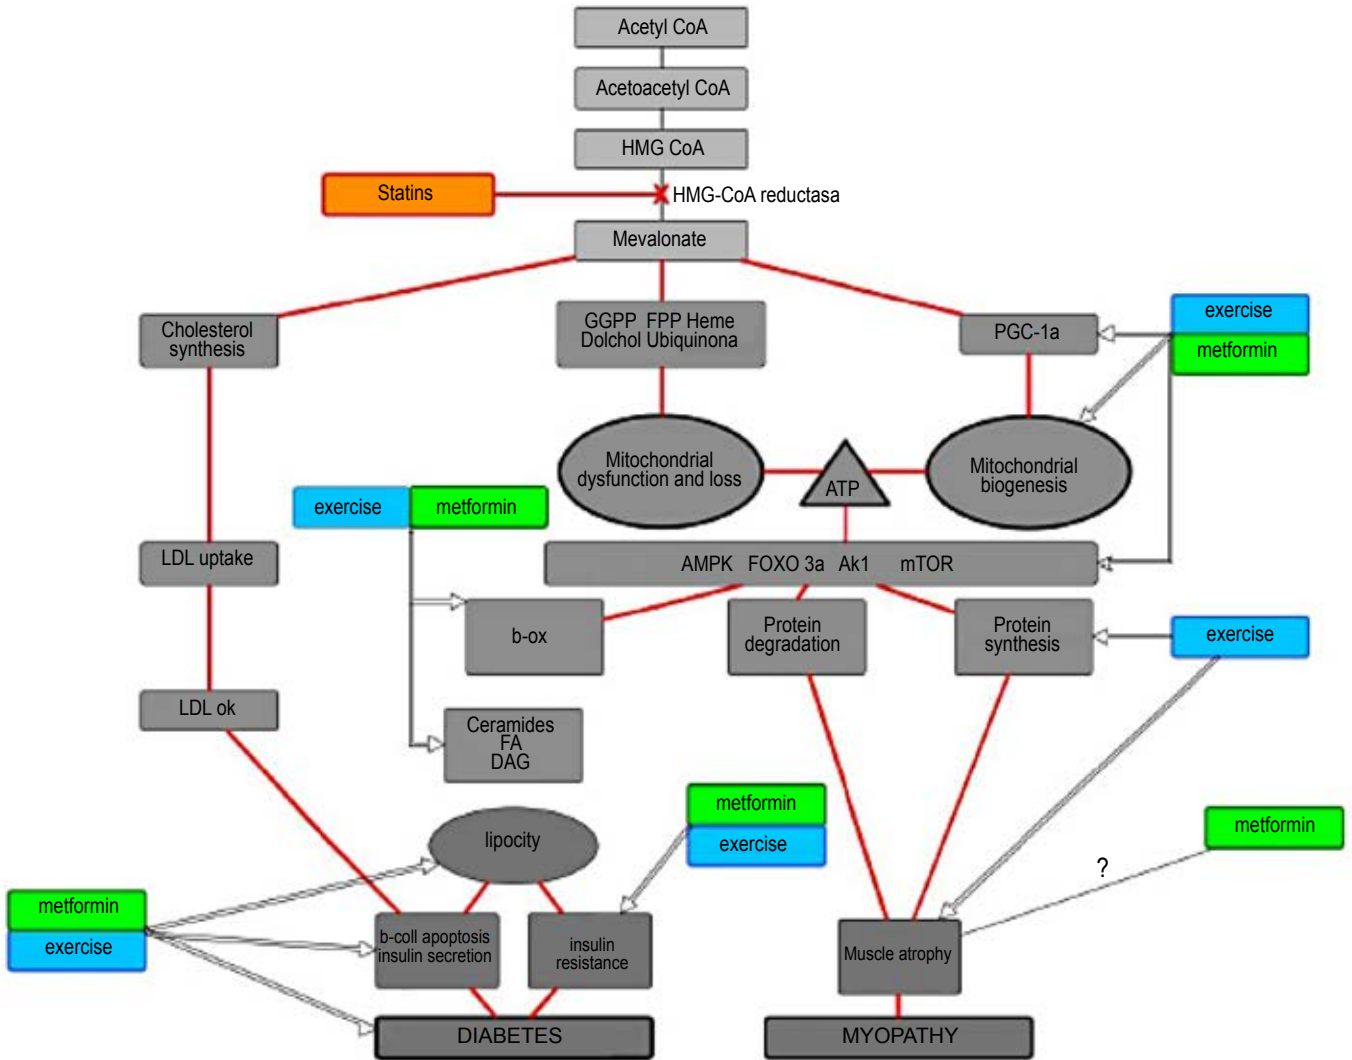 Acetyl CoA
Acetoacetyl CoA
HMG CoA
Statins
HMG-CoA reductasa
Mevalonate
Cholesterol
synthesis
GGPP FPP Heme
Dolchol Ubiquinona
PGC-1a
exercise
metformin
Mitochondrial
dysfunction and loss
ATP
Mitochondrial
biogenesis
exercise
metformin
LDL uptake
AMPK FOXO 3a Ak1 mTOR
b-ox
Protein
degradation
Protein
synthesis
exercise
LDL ok
Ceramides
FA
DAG
lipocity
metformin
exercise
metformin
?
metformin
exercise
b-coll apoptosis
insulin secretion
insulin
resistance
Muscle atrophy
DIABETES
MYOPATHY